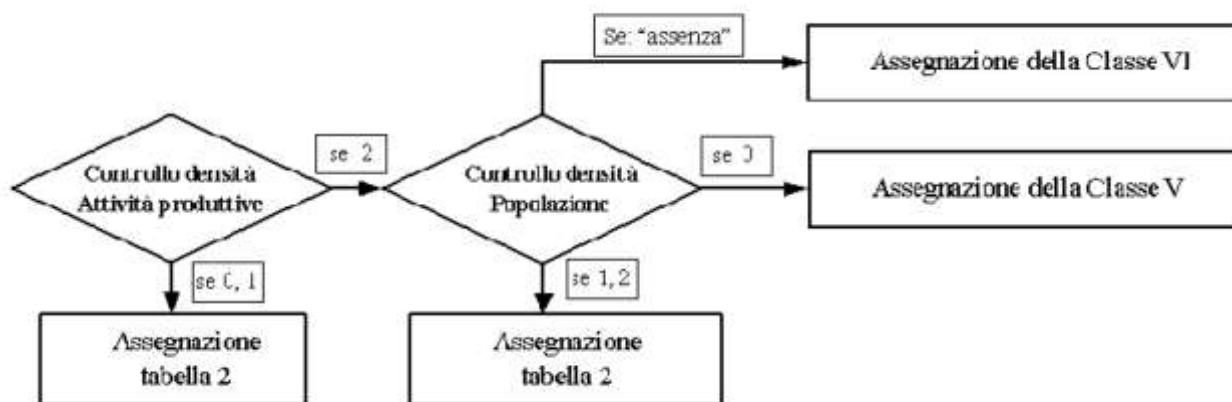 Se: "assenza"
Assegnazione della Classe VI
se 2
Controllo densità
Attività produttive
Controllo densità
Popolazione
se 0
Assegnazione della Classe V
se 0, 1
se 1, 2
Assegnazione
tabella 2
Assegnazione
tabella 2